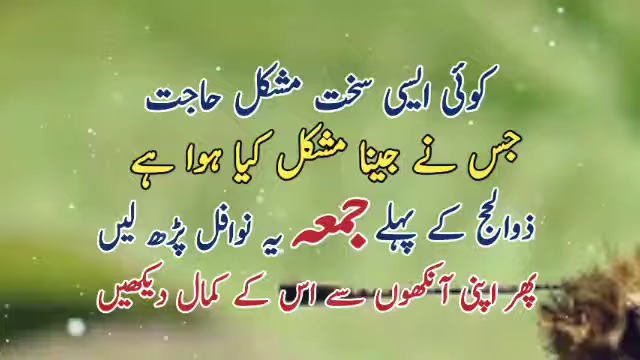 کوئی ایسی سخت مشکل حاجت
جس نے جینا مشکل کیا ہوا ہے
ذوالحج کے پہلے جمعہ یہ نوافل پڑھ لیں
پھر اپنی آنکھوں سے اس کے کمال دیکھیں